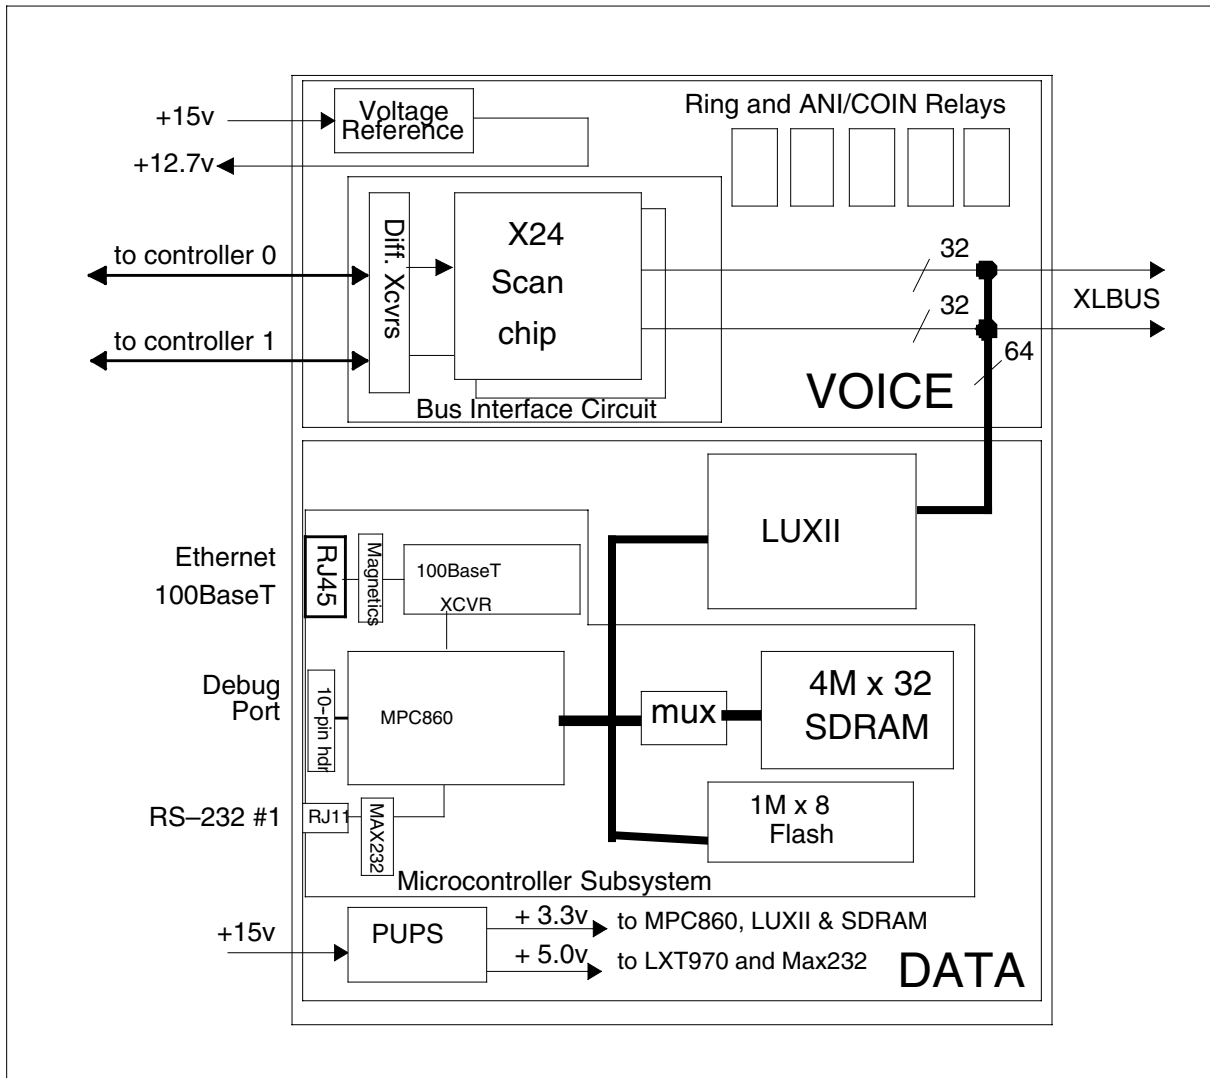 Voltage
Reference
Ring and ANI/COIN Relays
+15v
+12.7v
to controller 0
to controller 1
Diff. Xcvrs
X24
Scan
chip
32
32
XLBUS
64
VOICE
Bus Interface Circuit
LUXII
Ethernet
100BaseT
RJ45
Magnetics
100BaseT
XCVR
Debug
Port
10-pin hdr
MPC860
mux
4M x 32
SDRAM
1M x 8
Flash
RS–232 #1
RJ11
MAX232
Microcontroller Subsystem
+15v
PUPS
+ 3.3v
to MPC860, LUXII & SDRAM
+ 5.0v
to LXT970 and Max232
DATA